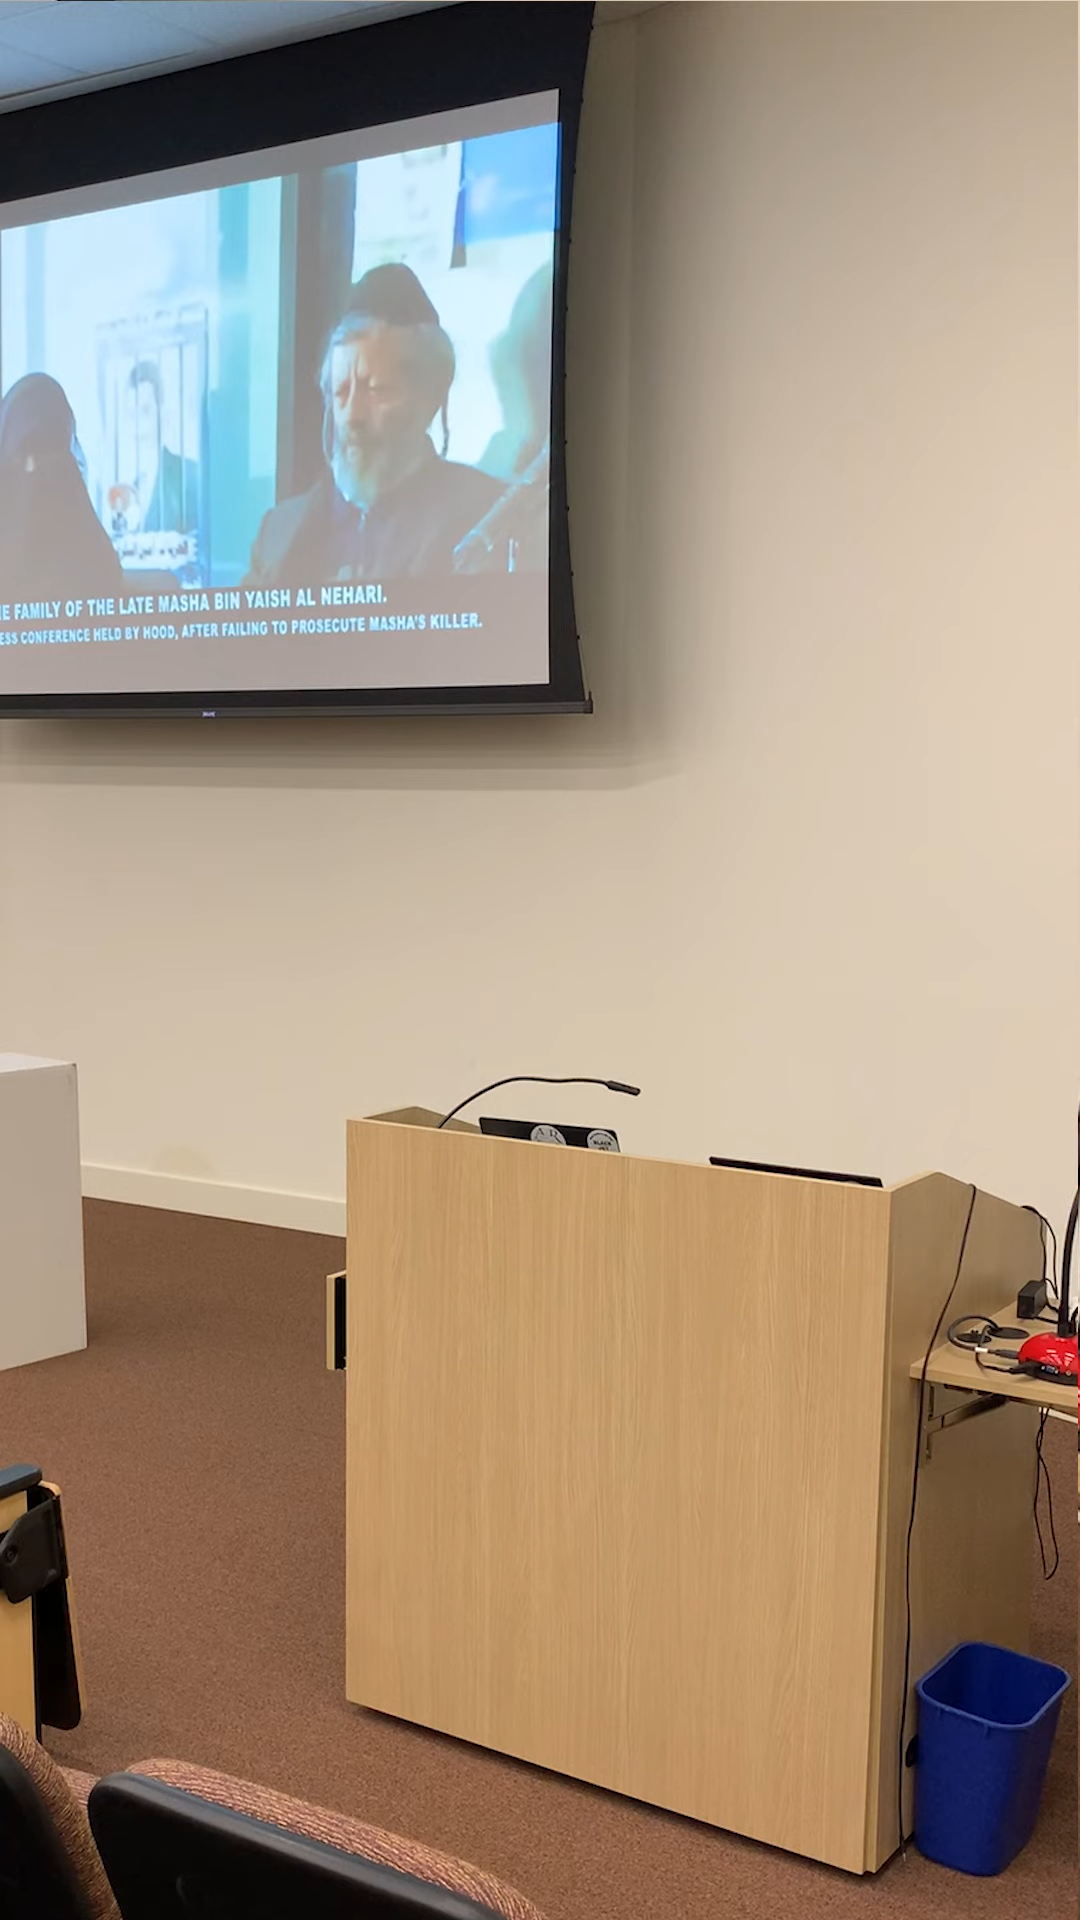 E FAMILY OF THE LATE MASHA BIN YAISH AL NEHARI.
ESS CONFERENCE HELD BY HOOD, AFTER FAILING TO PROSECUTE MASHA'S KILLER.
BLACK